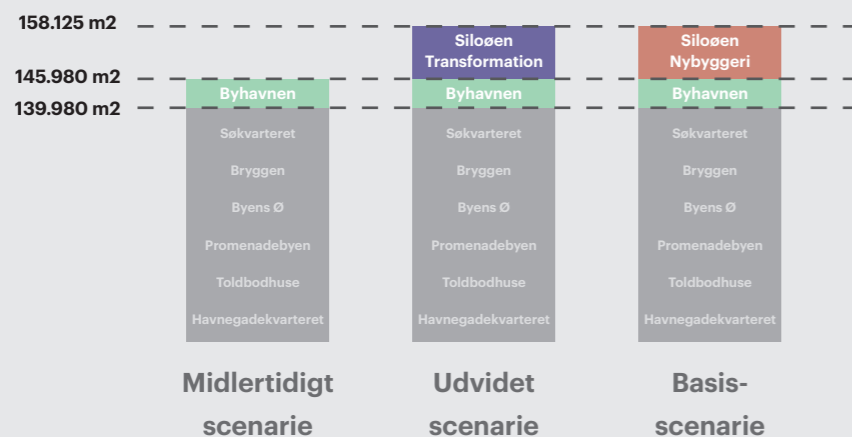 158.125 m2
145.980 m2
139.980 m2
Byhavnen
Søkvarteret
Bryggen
Byens Ø
Promenadebyen
Toldbodhuse
Havnegadekvarteret
Midlertidigt
scenarie
Siloøen
Transformation
Byhavnen
Søkvarteret
Bryggen
Byens Ø
Promenadebyen
Toldbodhuse
Havnegadekvarteret
Udvidet
scenarie
Siloøen
Nybyggeri
Byhavnen
Søkvarteret
Bryggen
Byens Ø
Promenadebyen
Toldbodhuse
Havnegadekvarteret
Basis-
scenarie